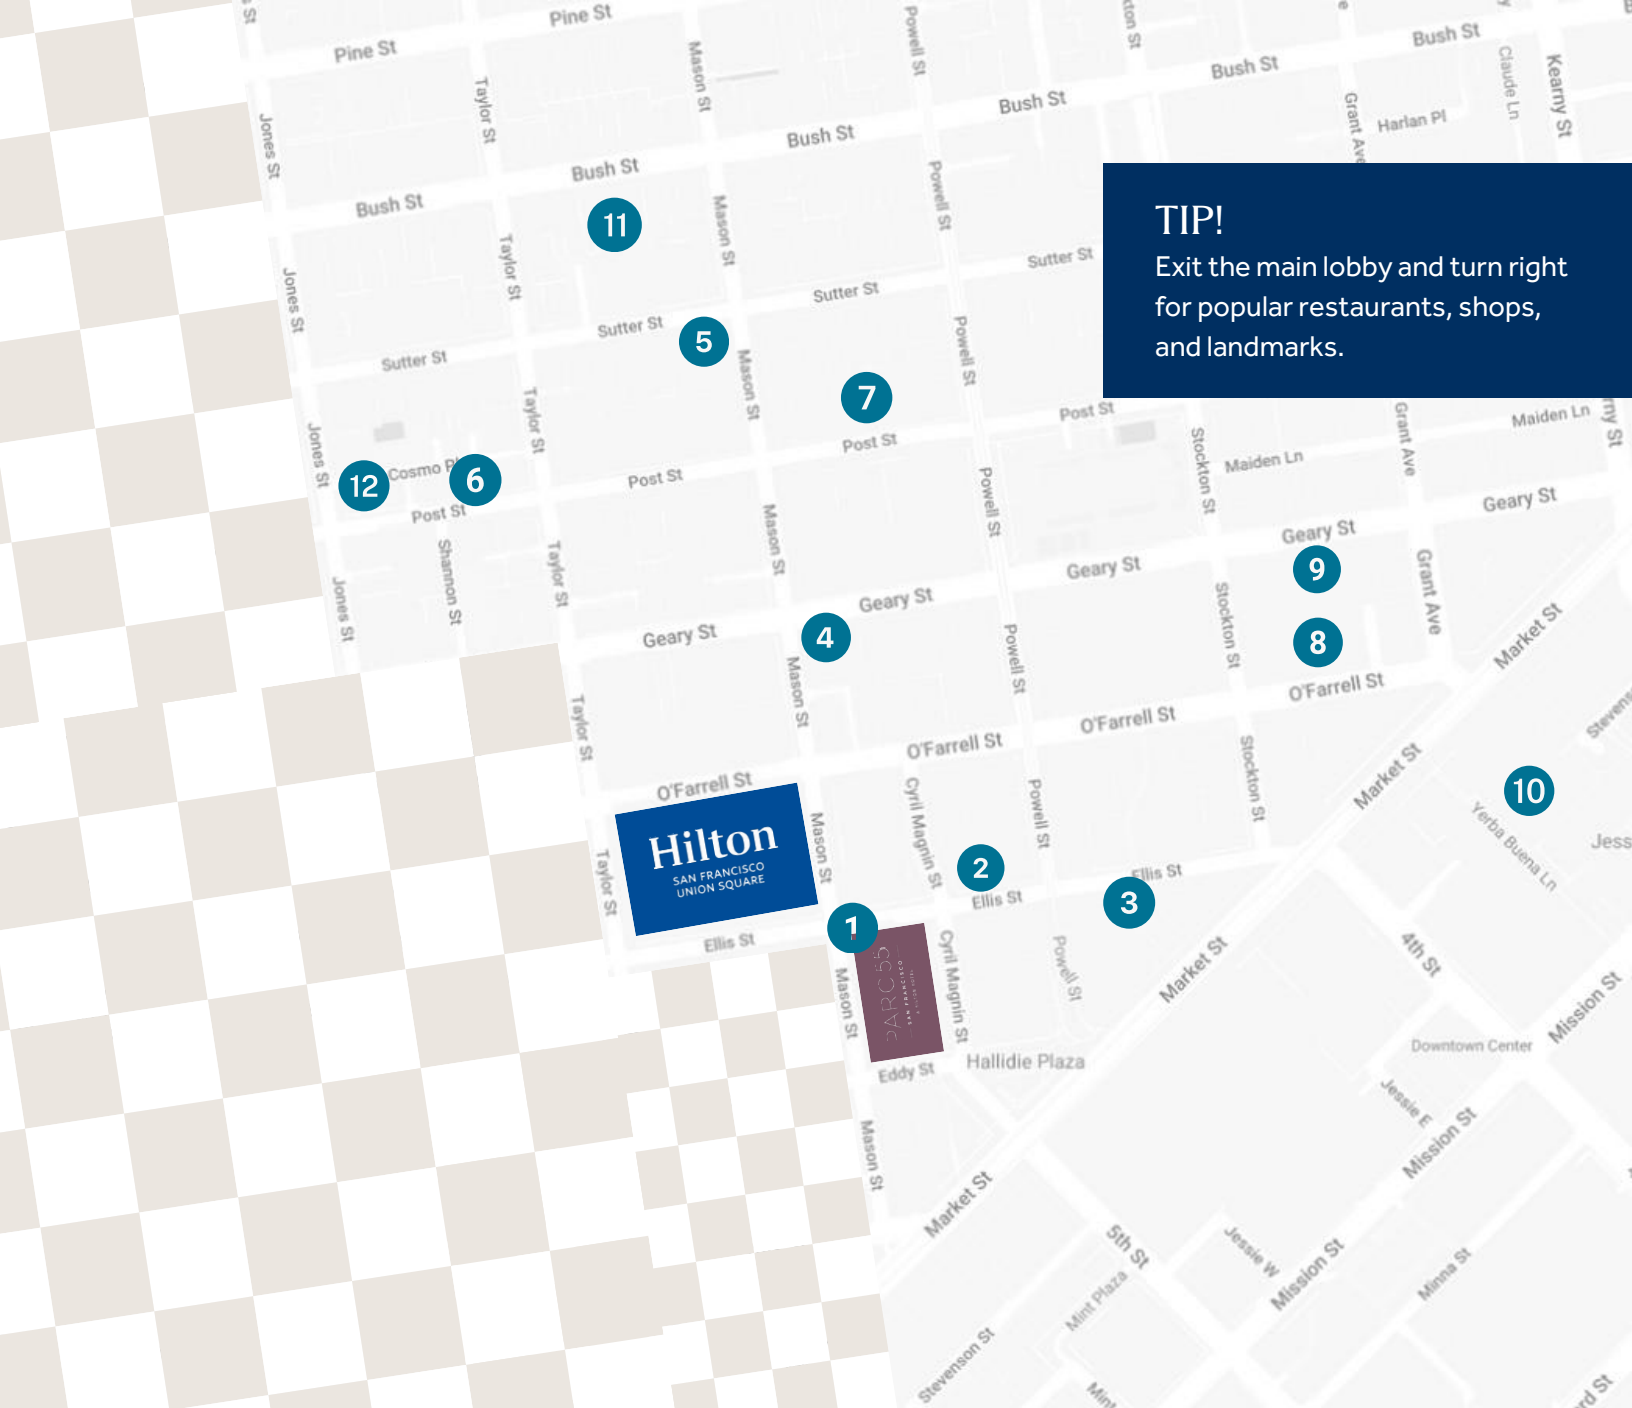 Pine St
Pine St
Jones St
Taylor St
Mason St
Powell St
Bush St
Bush St
Bush St
Bush St
Bush St
Bush St
Grant Ave
Harlan Pl
Claude Ln
Kearny St
TIP!
Exit the main lobby and turn right
for popular restaurants, shops,
and landmarks.
11
Jones St
Taylor St
Mason St
Powell St
Sutter St
Sutter St
Sutter St
Sutter St
5
7
Jones St
Taylor St
Mason St
Powell St
Post St
Post St
Post St
Post St
12
Cosmo
6
Stockton St
Maiden Ln
Maiden Ln
Grant Ave
Geary St
Geary St
Geary St
Geary St
Geary St
Jones St
Shannon St
Taylor St
Mason St
Powell St
9
8
4
Stockton St
Grant Ave
Market St
Taylor St
Mason St
Powell St
O'Farrell St
O'Farrell St
O'Farrell St
O'Farrell St
Hilton
SAN FRANCISCO
UNION SQUARE
Taylor St
Mason St
Cyril Magnin St
Powell St
Stockton St
Market St
10
Yerba Buena Ln
2
3
1
Ellis St
Ellis St
Ellis St
PARC 55
SAN FRANCISCO
Mason St
Cyril Magnin St
Powell St
Market St
4th St
Mission St
Hallidie Plaza
Eddy St
Downtown Center
Jessie E
Mission St
Mason St
Market St
5th St
Jessie W
Mission St
Minna St
Mint Plaza
Stevenson St